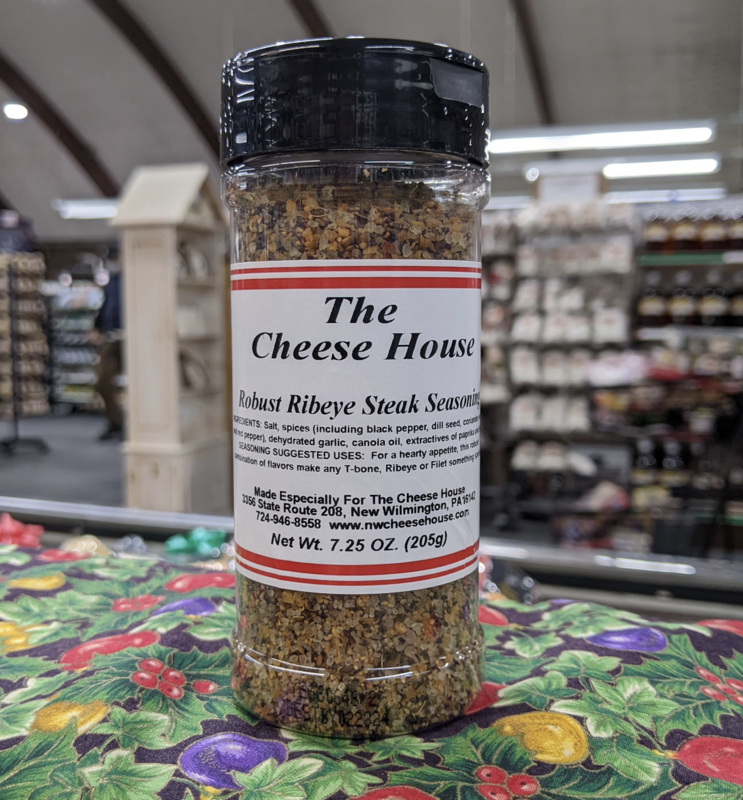 The
Cheese House
Robust Ribeye Steak Seasoning
INGREDIENTS: Salt, spices (including black pepper, dill seed,
red pepper), dehydrated garlic, canola oil, extractives of
SEASONING SUGGESTED USES: For a hearty appetite, this
of flavors make any T-bone, Ribeye or Filet something
Made Especially For The Cheese House
3356 State Route 208, New Wilmington, PA 16142
724-946-8558 www.nwcheesehouse.com
Net Wt. 7.25 OZ. (205g)